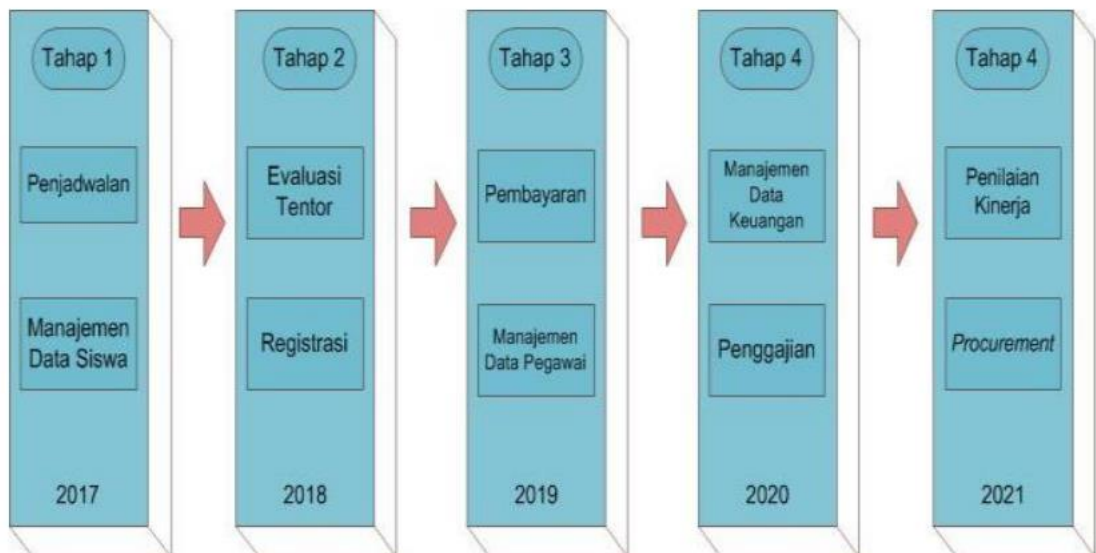 Tahap 1
Penjadwalan
Manajemen
Data Siswa
2017
Tahap 2
Evaluasi
Tentor
Registrasi
2018
Tahap 3
Pembayaran
Manajemen
Data Pegawai
2019
Tahap 4
Manajemen
Data
Keuangan
Penggajian
2020
Tahap 4
Penilaian
Kinerja
Procurement
2021